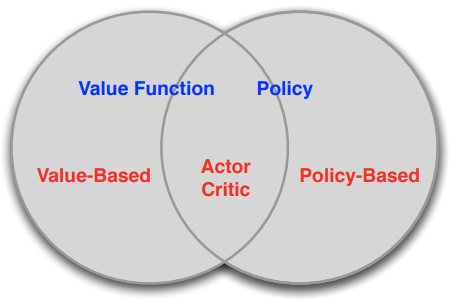 Value Function
Policy
Value-Based
Actor
Critic
Policy-Based